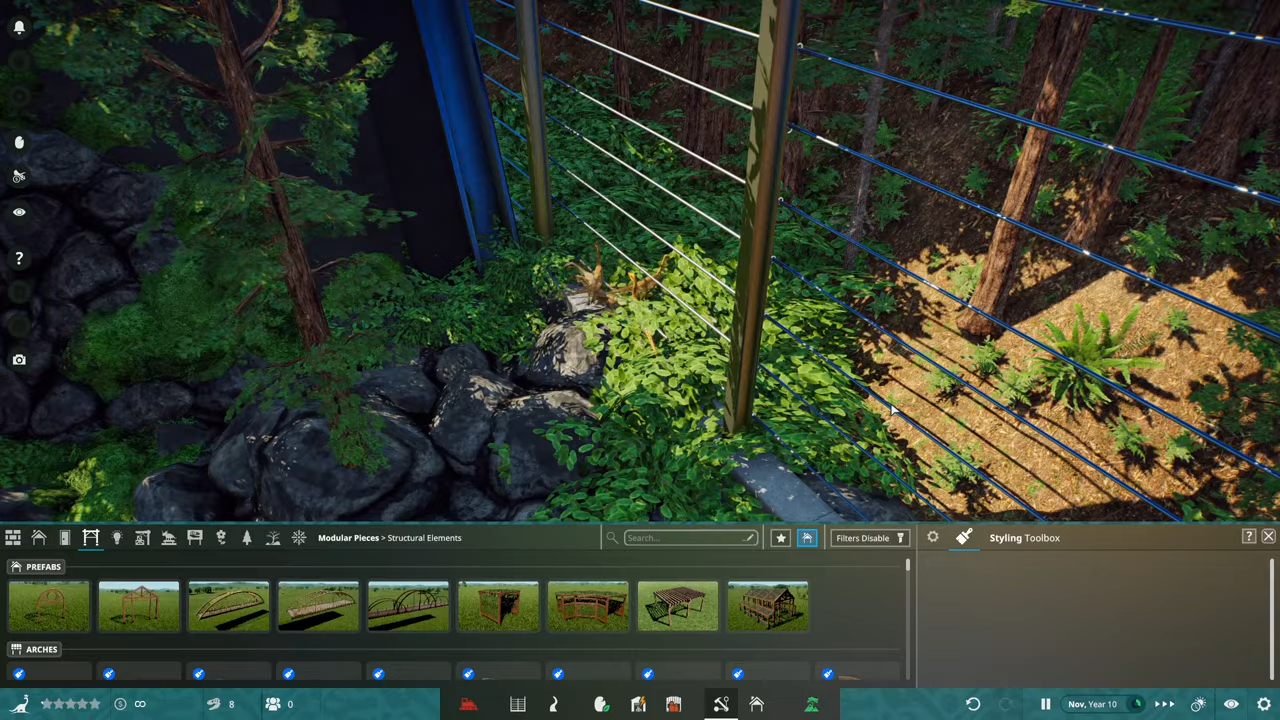 Modular Pieces > Structural Elements
Search...
Filters Disable
Styling Toolbox
?
PREFABS
ARCHES
?
∞
8
0
Nov, Year 10